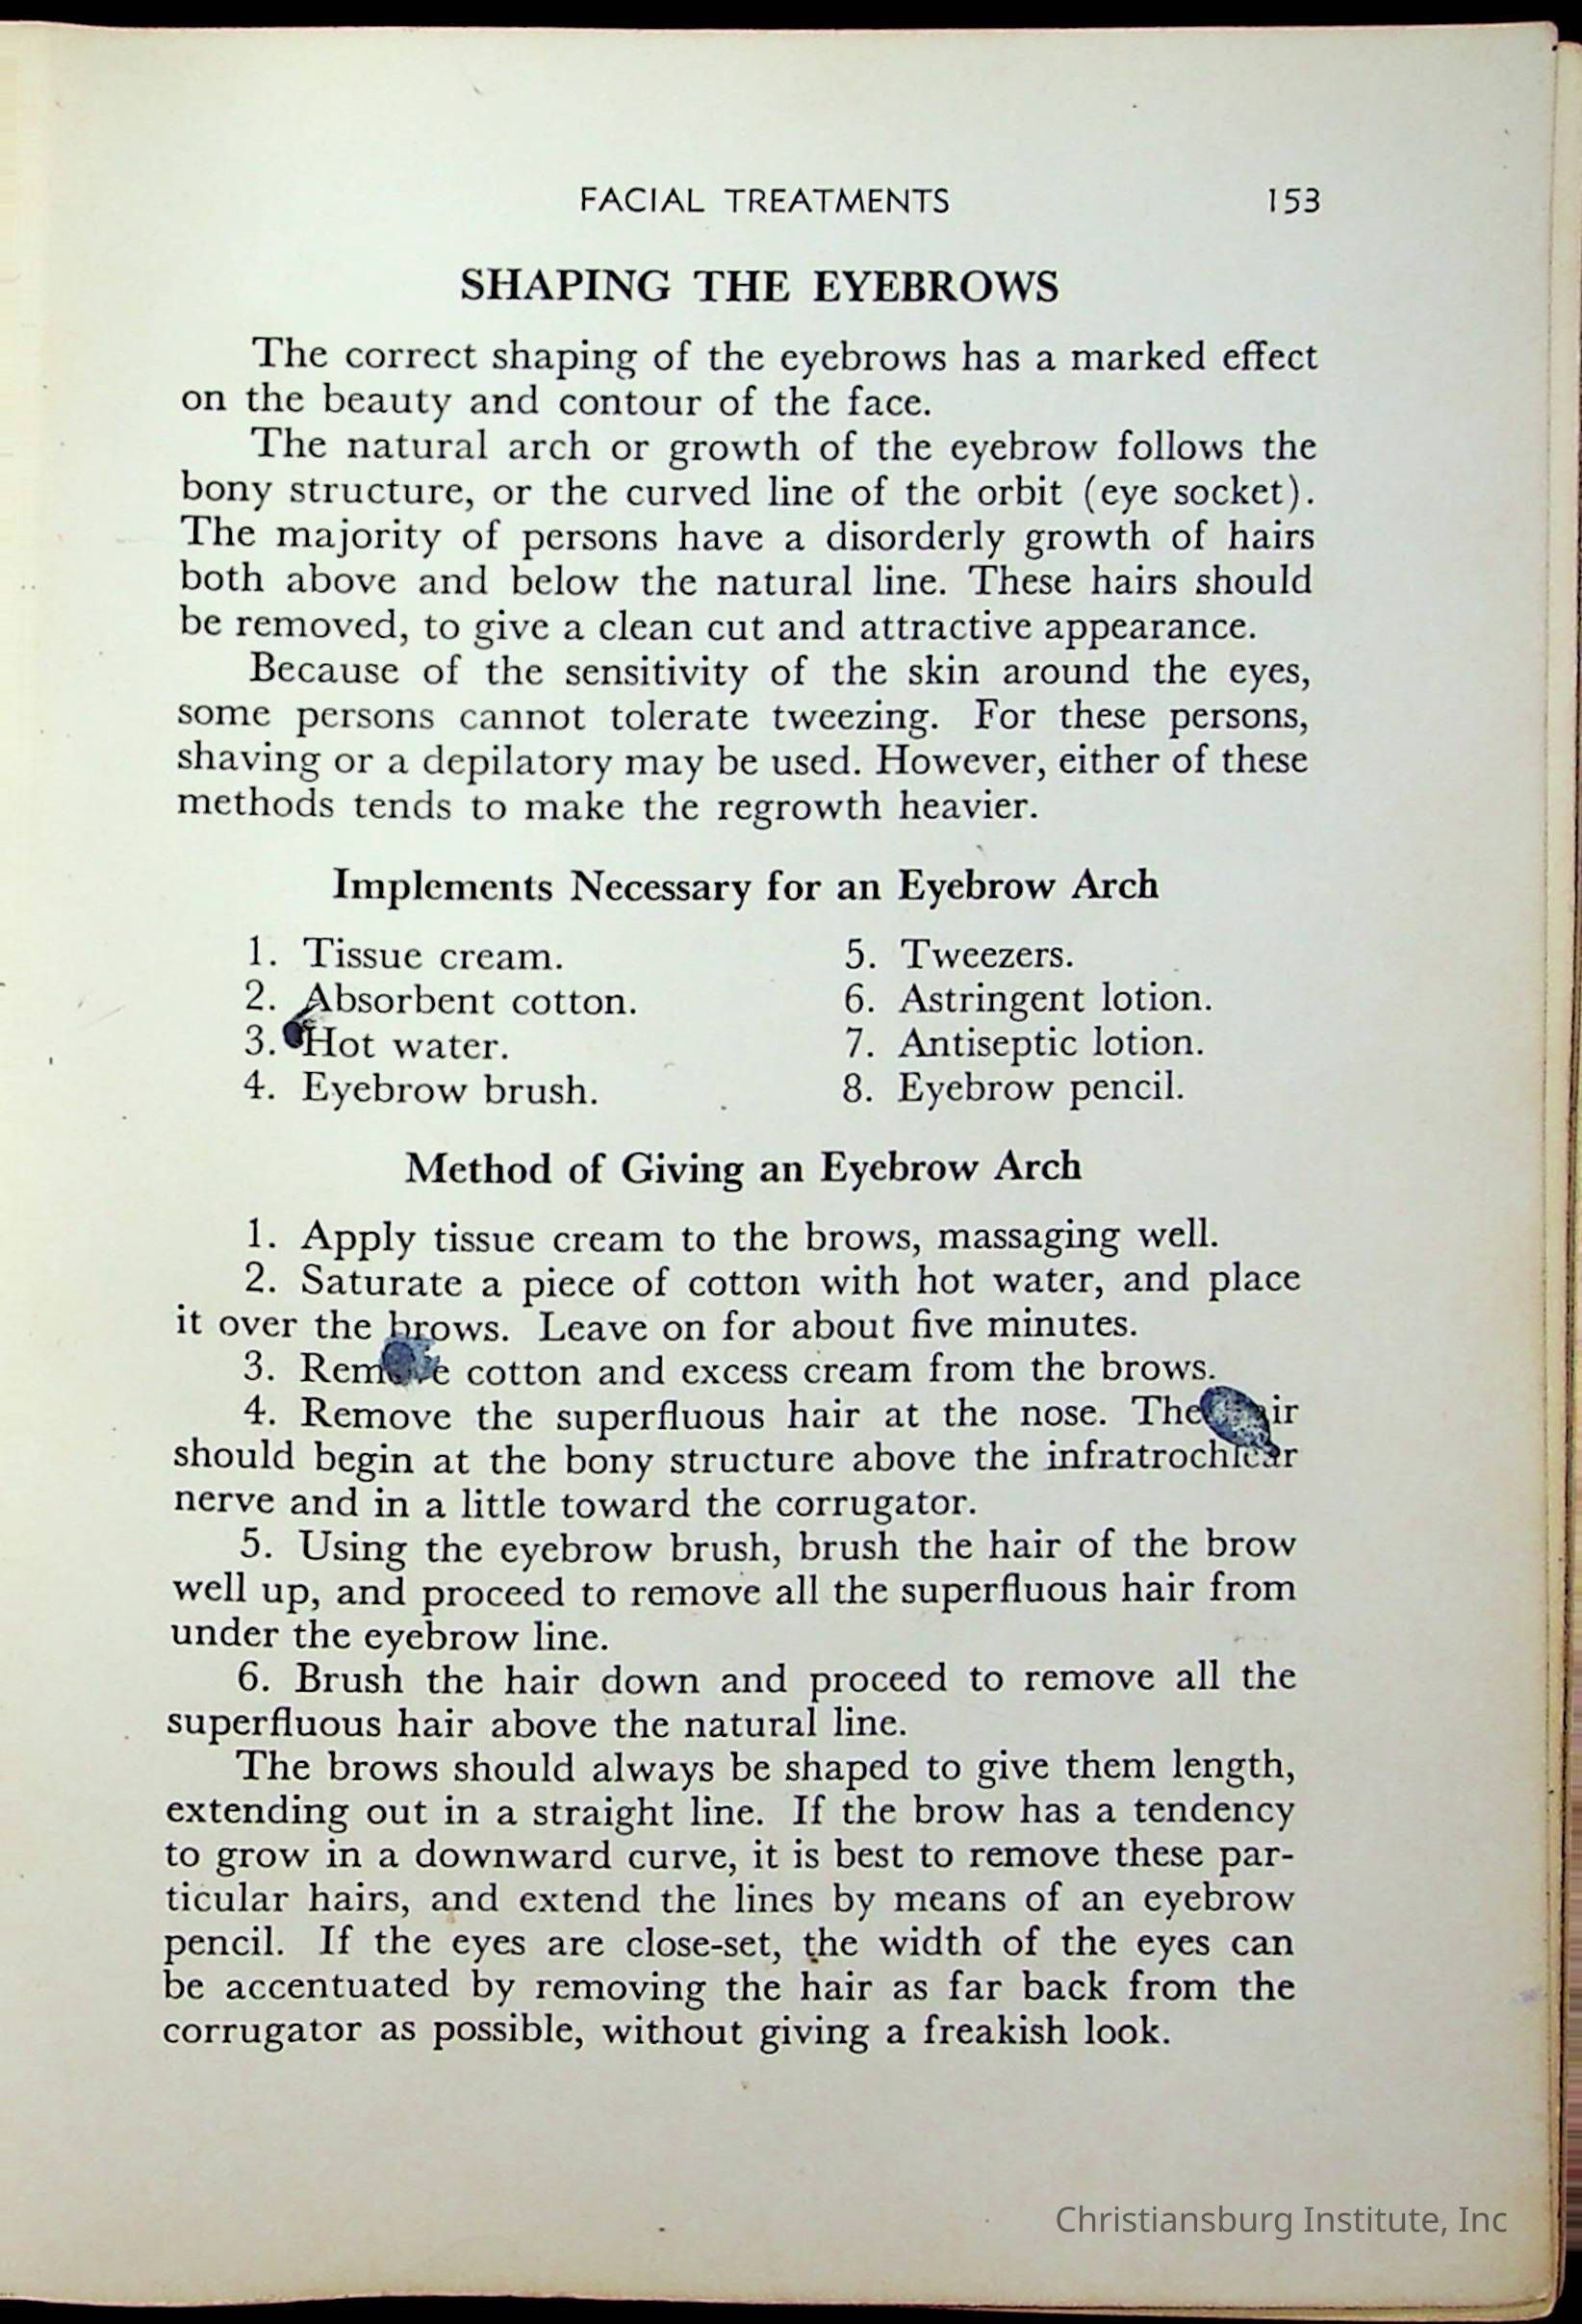 FACIAL TREATMENTS 153
SHAPING THE EYEBROWS
The correct shaping of the eyebrows has a marked effect
on the beauty and contour of the face.
The natural arch or growth of the eyebrow follows the
bony structure, or the curved line of the orbit (eye socket).
The majority of persons have a disorderly growth of hairs
both above and below the natural line. These hairs should
be removed, to give a clean cut and attractive appearance.
Because of the sensitivity of the skin around the eyes,
some persons cannot tolerate tweezing. For these persons,
shaving or a depilatory may be used. However, either of these
methods tends to make the regrowth heavier.
Implements Necessary for an Eyebrow Arch
1. Tissue cream.
2. Absorbent cotton.
3. Hot water.
4. Eyebrow brush.
5. Tweezers.
6. Astringent lotion.
7. Antiseptic lotion.
8. Eyebrow pencil.
Method of Giving an Eyebrow Arch
1. Apply tissue cream to the brows, massaging well.
2. Saturate a piece of cotton with hot water, and place
it over the brows. Leave on for about five minutes.
3. Remove cotton and excess cream from the brows.
4. Remove the superfluous hair at the nose. The hair
should begin at the bony structure above the infratrochlear
nerve and in a little toward the corrugator.
5. Using the eyebrow brush, brush the hair of the brow
well up, and proceed to remove all the superfluous hair from
under the eyebrow line.
6. Brush the hair down and proceed to remove all the
superfluous hair above the natural line.
The brows should always be shaped to give them length,
extending out in a straight line. If the brow has a tendency
to grow in a downward curve, it is best to remove these par-
ticular hairs, and extend the lines by means of an eyebrow
pencil. If the eyes are close-set, the width of the eyes can
be accentuated by removing the hair as far back from the
corrugator as possible, without giving a freakish look.
Christiansburg Institute, Inc